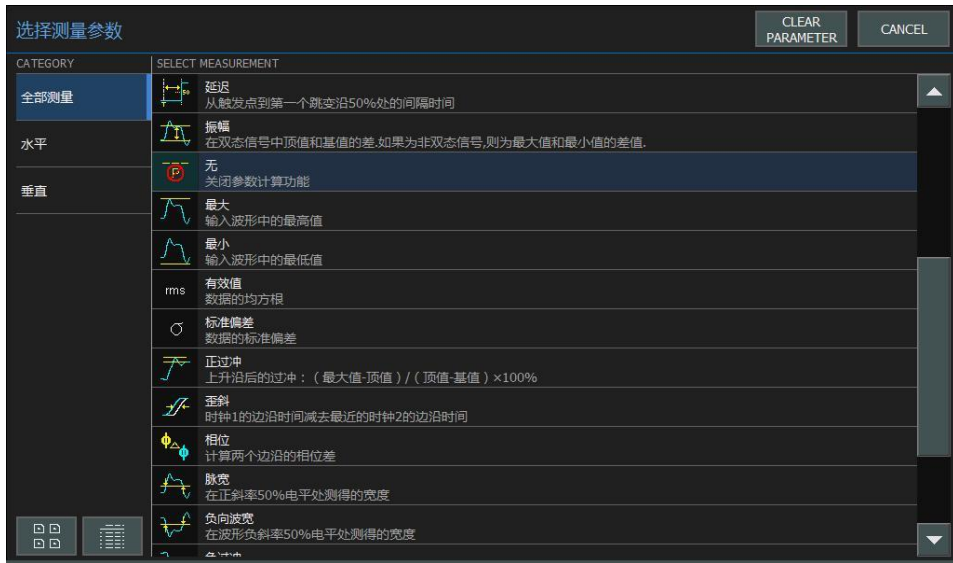 选择测量参数
CLEAR
PARAMETER
CANCEL
CATEGORY
SELECT MEASUREMENT
全部测量
水平
垂直
延迟
从触发点到第一个跳变沿50%处的间隔时间
振幅
在双态信号中顶值和基值的差.如果为非双态信号,则为最大值和最小值的差值.
P
无
关闭参数计算功能
最大
输入波形中的最高值
最小
输入波形中的最低值
rms
有效值
数据的均方根
σ
标准偏差
数据的标准偏差
正过冲
上升沿后的过冲：（最大值-顶值）/（顶值-基值）×100%
歪斜
时钟1的边沿时间减去最近的时钟2的边沿时间
Φ Φ
相位
计算两个边沿的相位差
脉宽
在正斜率50%电平处测得的宽度
负向波宽
在波形负斜率50%电平处测得的宽度